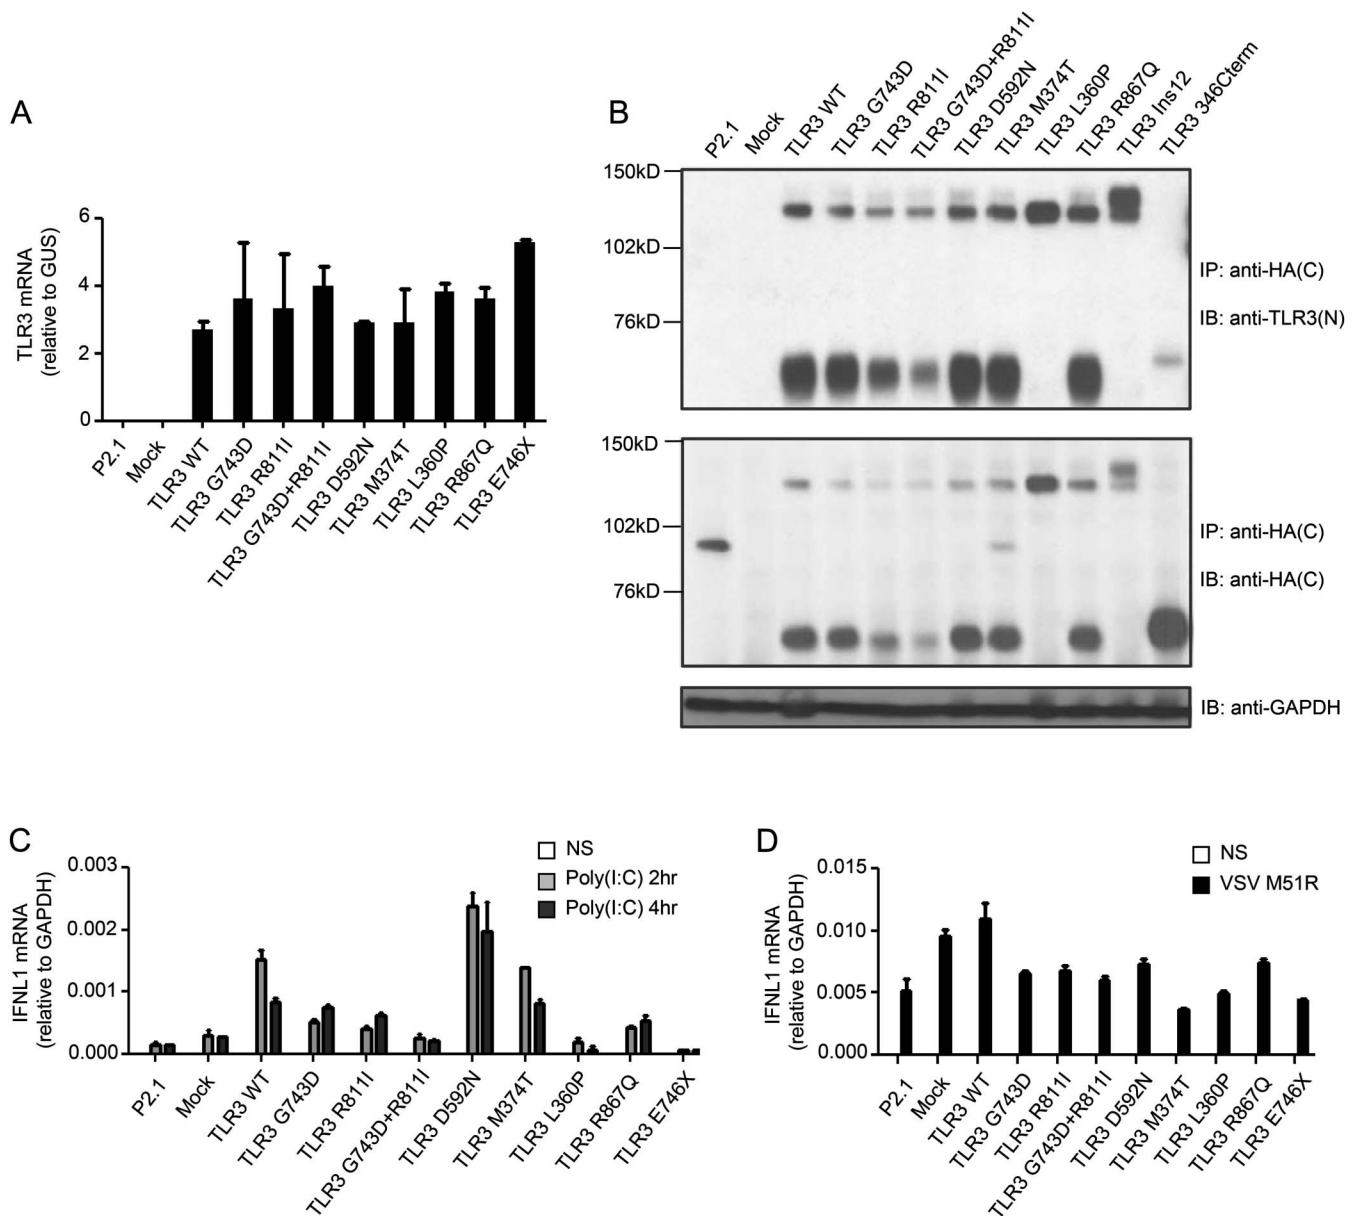 A
TLR3 mRNA
(relative to GUS)
6
4
2
0
P2.1
Mock
TLR3 WT
TLR3 G743D
TLR3 R811I
TLR3 G743D+R811I
TLR3 D592N
TLR3 M374T
TLR3 L360P
TLR3 R867Q
TLR3 E746X
B
P2.1
Mock
TLR3 WT
TLR3 G743D
TLR3 R811I
TLR3 G743D+R811I
TLR3 D592N
TLR3 M374T
TLR3 L360P
TLR3 R867Q
TLR3 Ins12
TLR3 346Cterm
150kD
102kD
76kD
IP: anti-HA(C)
IB: anti-TLR3(N)
150kD
102kD
76kD
IP: anti-HA(C)
IB: anti-HA(C)
IB: anti-GAPDH
C
IFNL1 mRNA
(relative to GAPDH)
0.003
0.002
0.001
0.000
NS
Poly(I:C) 2hr
Poly(I:C) 4hr
P2.1
Mock
TLR3 WT
TLR3 G743D
TLR3 R811I
TLR3 G743D+R811I
TLR3 D592N
TLR3 M374T
TLR3 L360P
TLR3 R867Q
TLR3 E746X
D
IFNL1 mRNA
(relative to GAPDH)
0.015
0.010
0.005
0.000
NS
VSV M51R
P2.1
Mock
TLR3 WT
TLR3 G743D
TLR3 R811I
TLR3 G743D+R811I
TLR3 D592N
TLR3 M374T
TLR3 L360P
TLR3 R867Q
TLR3 E746X